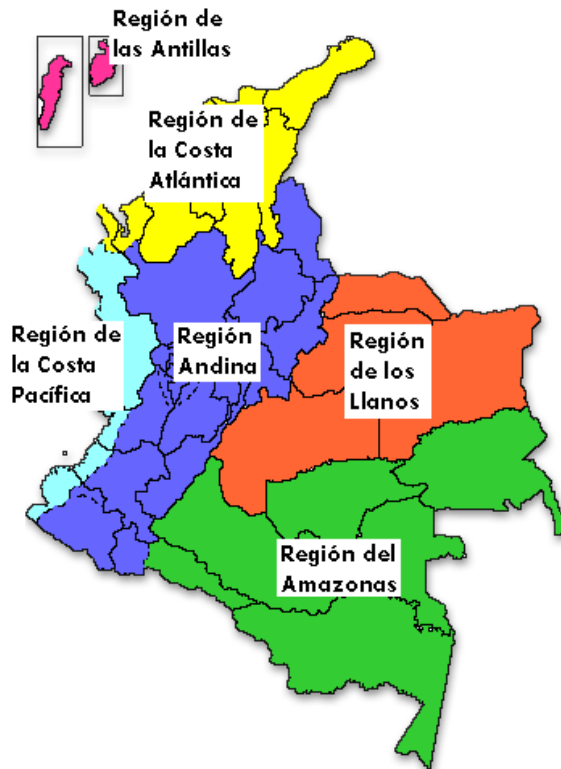 Región de
las Antillas
Región de
la Costa
Atlántica
Región de
la Costa
Pacífica
Región
Andina
Región
de los
Llanos
Región del
Amazonas